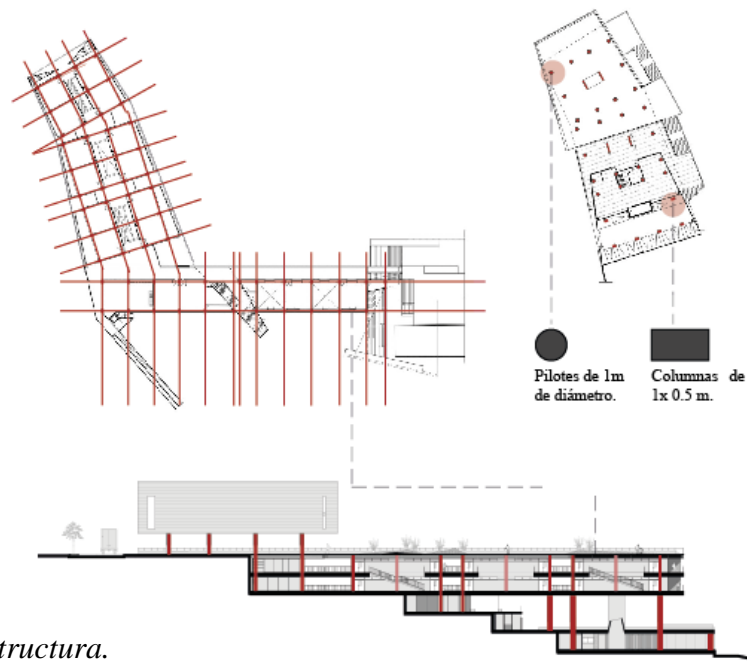 Pilotes de 1m
de diámetro.
Columnas de
1x 0.5 m.
tructura.